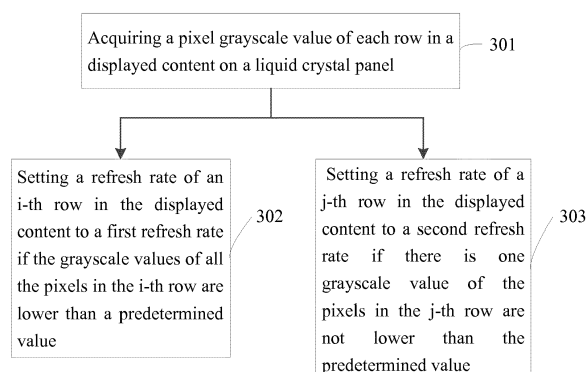 Acquiring a pixel grayscale value of each row in a
displayed content on a liquid crystal panel
301
Setting a refresh rate of an
i-th row in the displayed
content to a first refresh rate
if the grayscale values of all
the pixels in the i-th row are
lower than a predetermined
value
302
Setting a refresh rate of a
j-th row in the displayed
content to a second refresh
rate if there is one
grayscale value of the
pixels in the j-th row are
not lower than the
predetermined value
303